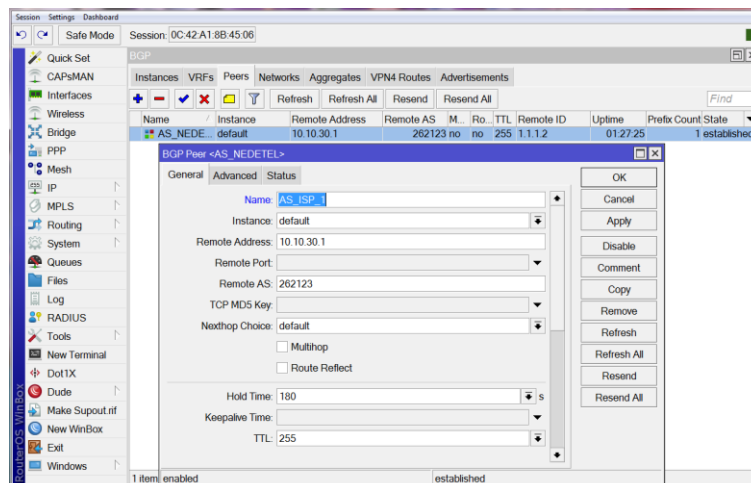 Session Settings Dashboard
Safe Mode Session: 0C:42:A1:8B:45:06
Quick Set
CAPsMAN
Interfaces
Wireless
Bridge
PPP
Mesh
IP
MPLS
Routing
System
Queues
Files
Log
RADIUS
Tools
New Terminal
Dot1X
Dude
Make Supout.rif
New WinBox
Exit
Windows
RouterOS WinBox
BGP
Instances VRFs Peers Networks Aggregates VPN4 Routes Advertisements
Refresh Refresh All Resend Resend All Find
Name Instance Remote Address Remote AS M... Ro... TTL Remote ID Uptime Prefix Count State
AS_NEDE... default 10.10.30.1 262123 no no 255 1.1.1.2 01:27:25 1 established
BGP Peer <AS_NEDETEL>
General Advanced Status
Name: AS_ISP_1
Instance: default
Remote Address: 10.10.30.1
Remote Port:
Remote AS: 262123
TCP MD5 Key:
Nexthop Choice: default
Multihop
Route Reflect
Hold Time: 180 s
Keepalive Time:
TTL: 255
OK
Cancel
Apply
Disable
Comment
Copy
Remove
Refresh
Refresh All
Resend
Resend All
1 item enabled established